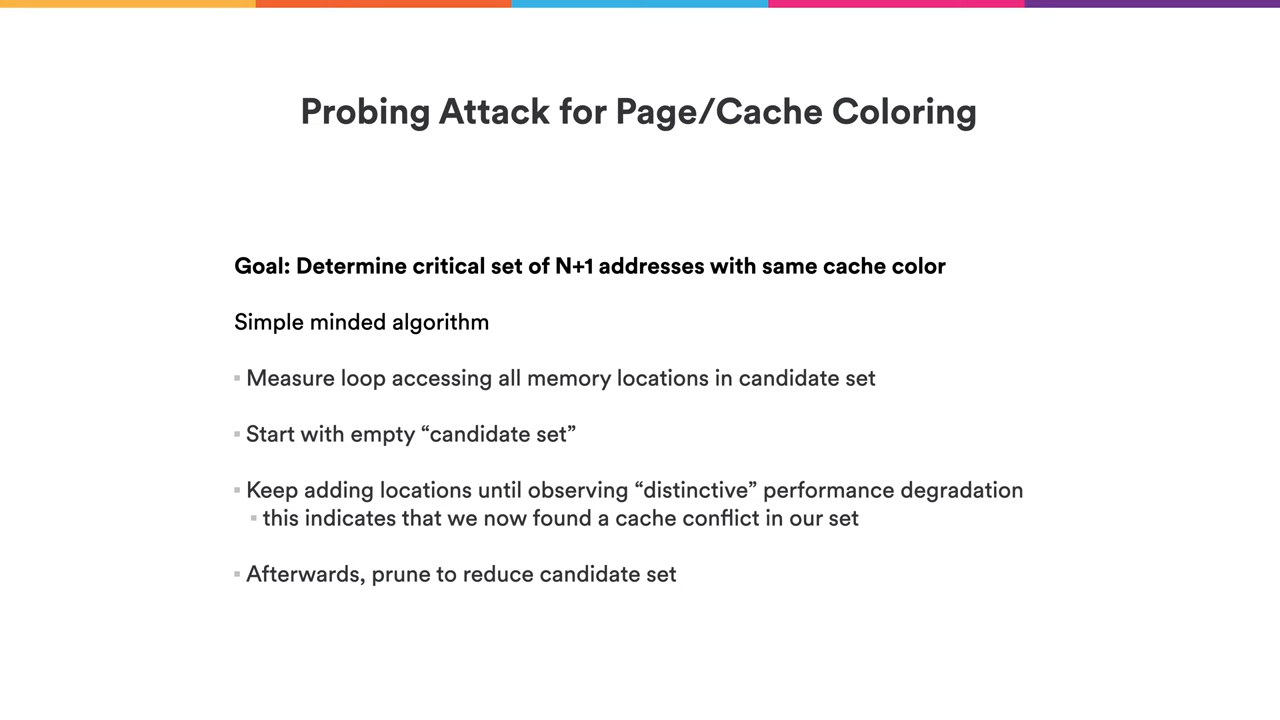 Probing Attack for Page/Cache Coloring
Goal: Determine critical set of N+1 addresses with same cache color
Simple minded algorithm
▪ Measure loop accessing all memory locations in candidate set
▪ Start with empty “candidate set”
▪ Keep adding locations until observing “distinctive” performance degradation
▪ this indicates that we now found a cache conflict in our set
▪ Afterwards, prune to reduce candidate set